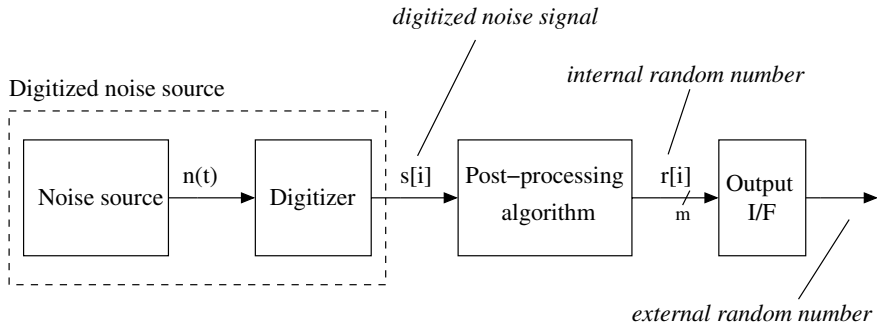 digitized noise signal
internal random number
Digitized noise source
Noise source
n(t)
Digitizer
s[i]
Post−processing
algorithm
r[i]
m
Output
I/F
external random number